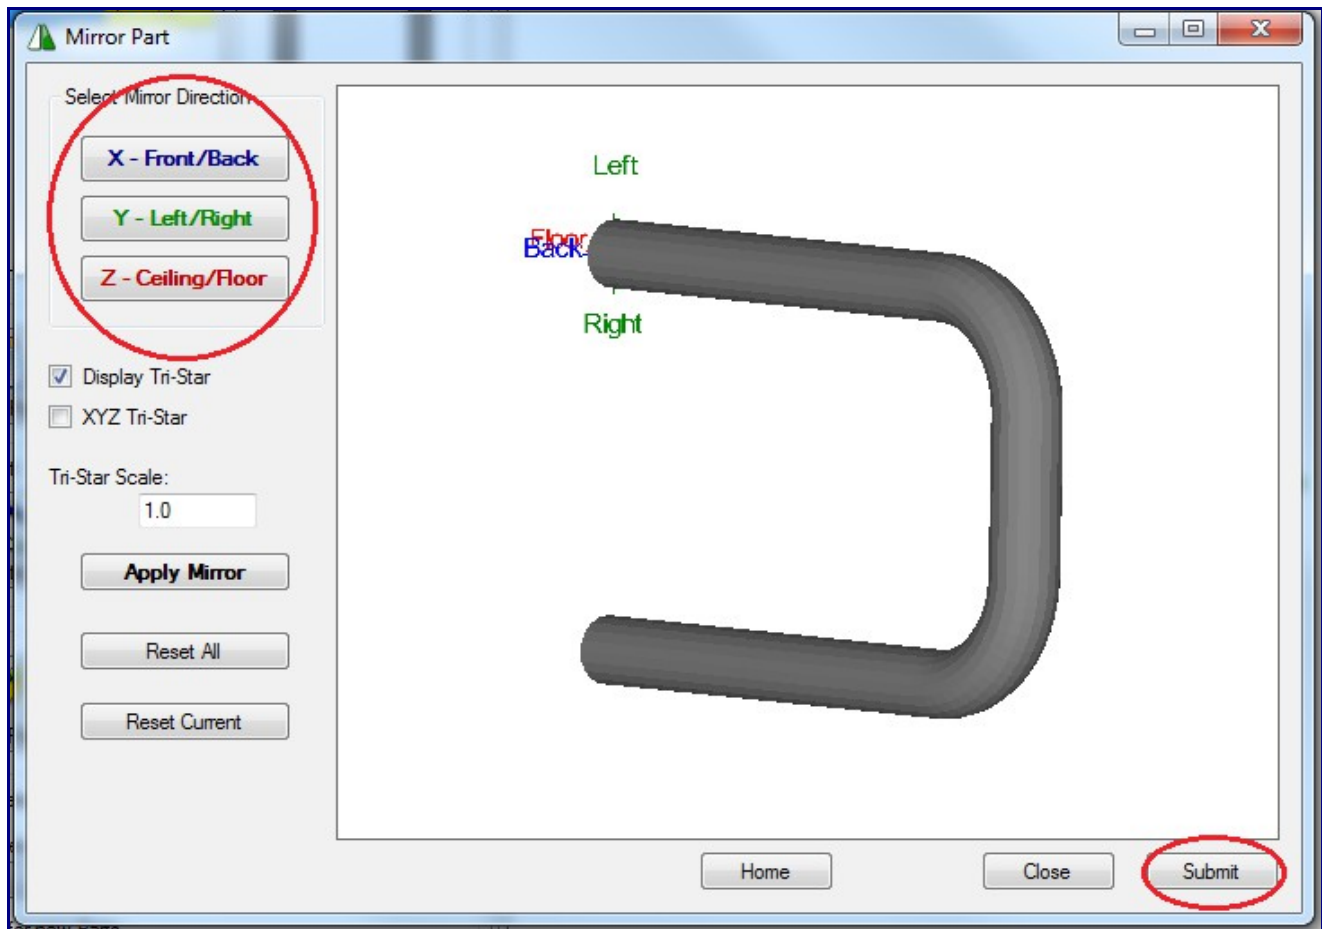 Mirror Part
Select Mirror Direction
X - Front/Back
Y - Left/Right
Z - Ceiling/Floor
Display Tri-Star
XYZ Tri-Star
Tri-Star Scale:
1.0
Apply Mirror
Reset All
Reset Current
Left
Floor
Back
Right
Home
Close
Submit